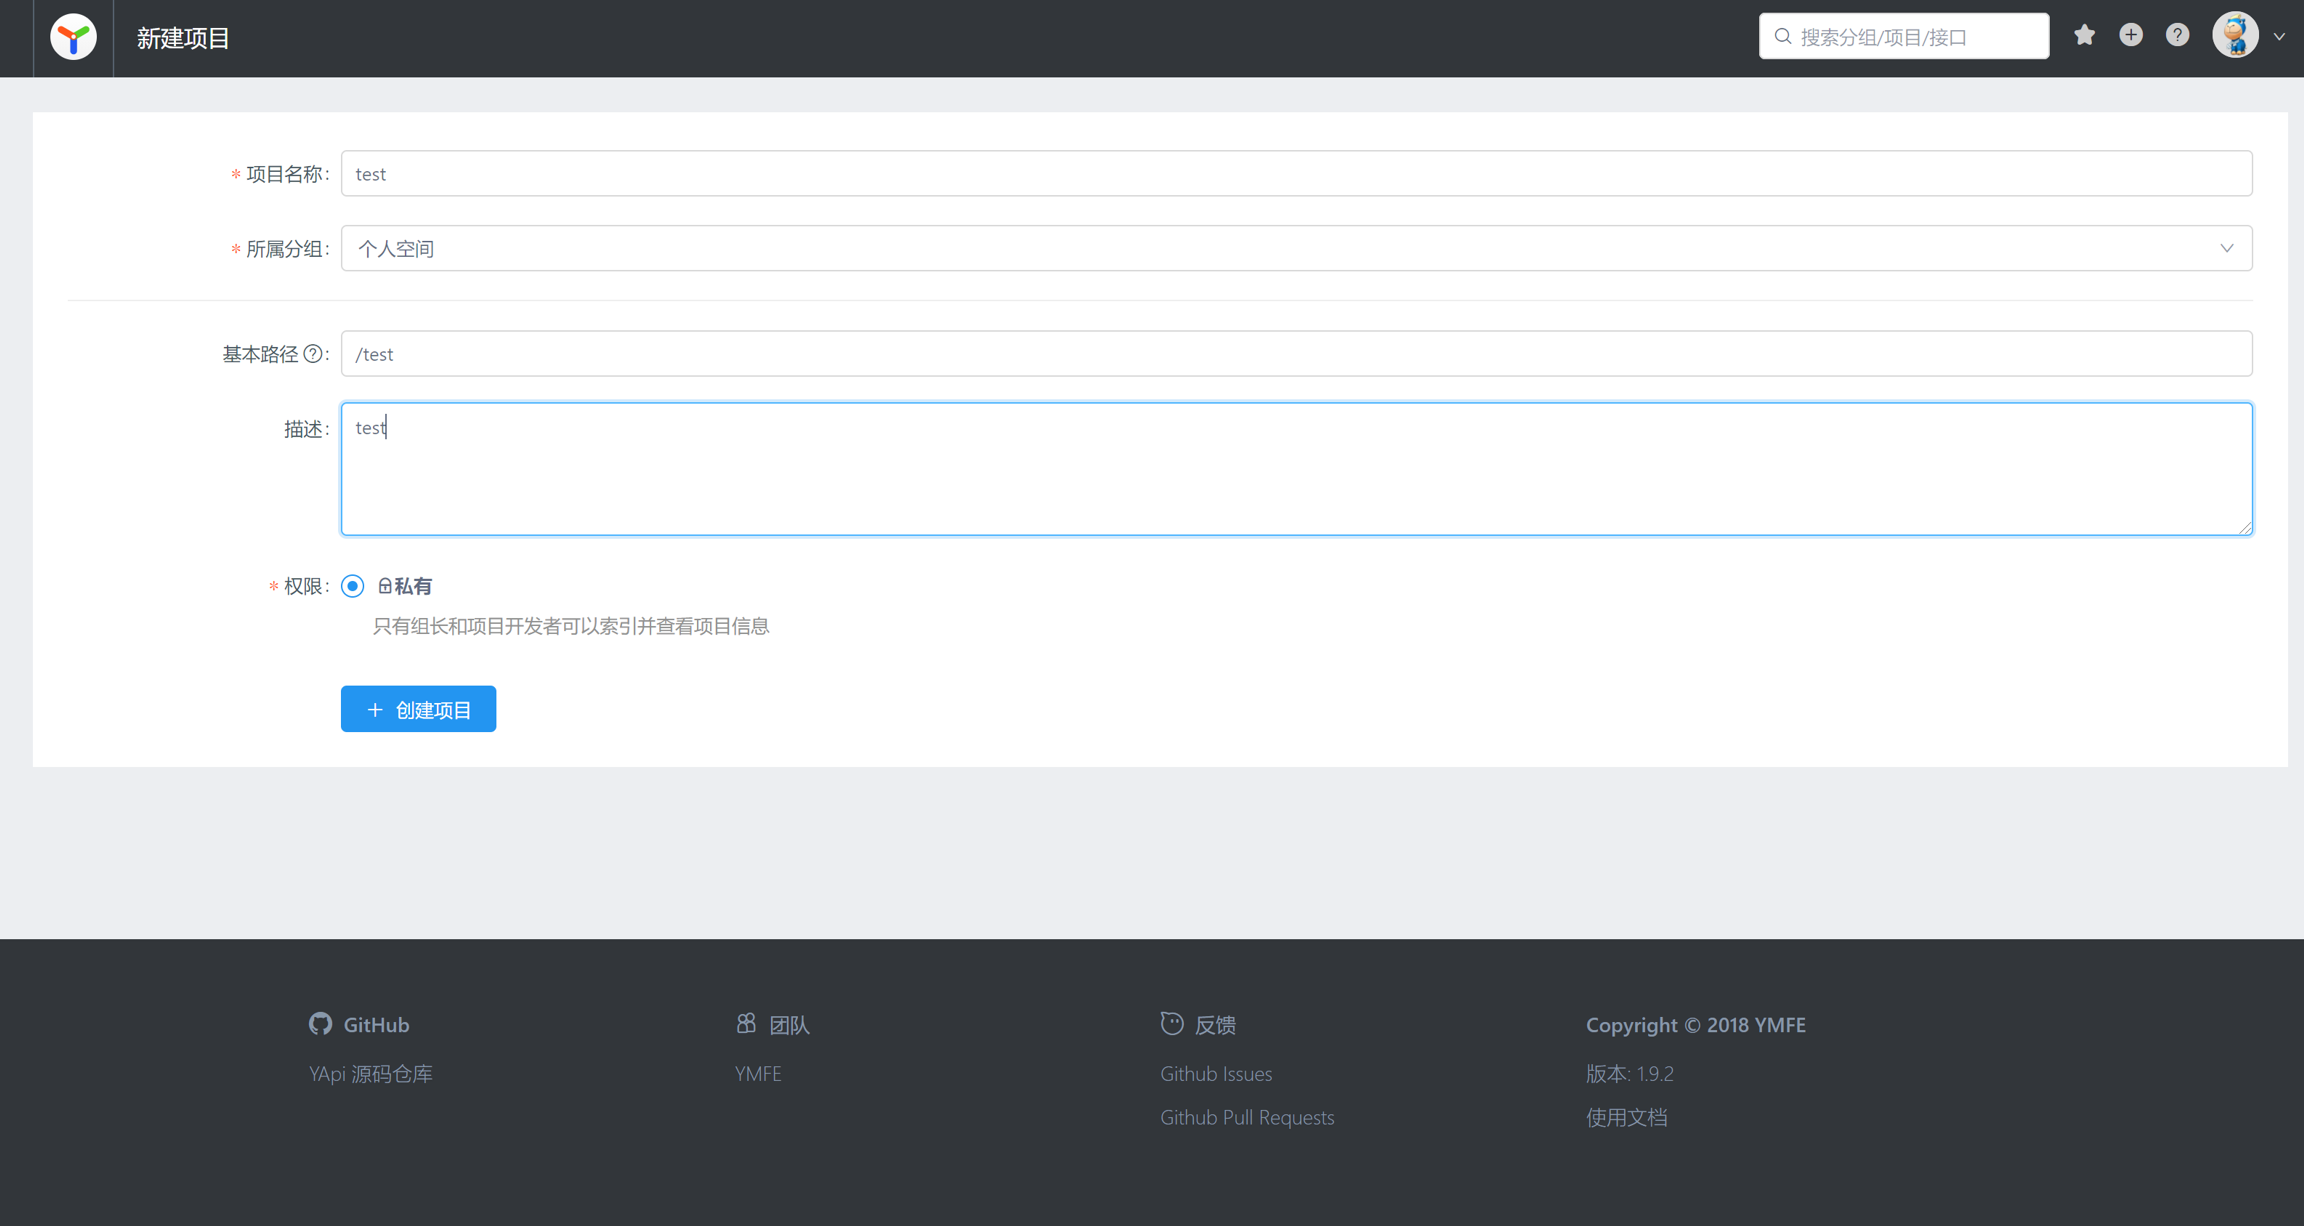 新建项目
搜索分组/项目/接口
* 项目名称: test
* 所属分组: 个人空间
基本路径 ? : /test
描述: test
* 权限: 私有
只有组长和项目开发者可以索引并查看项目信息
+ 创建项目
GitHub
YApi 源码仓库
团队
YMFE
反馈
Github Issues
Github Pull Requests
Copyright © 2018 YMFE
版本: 1.9.2
使用文档